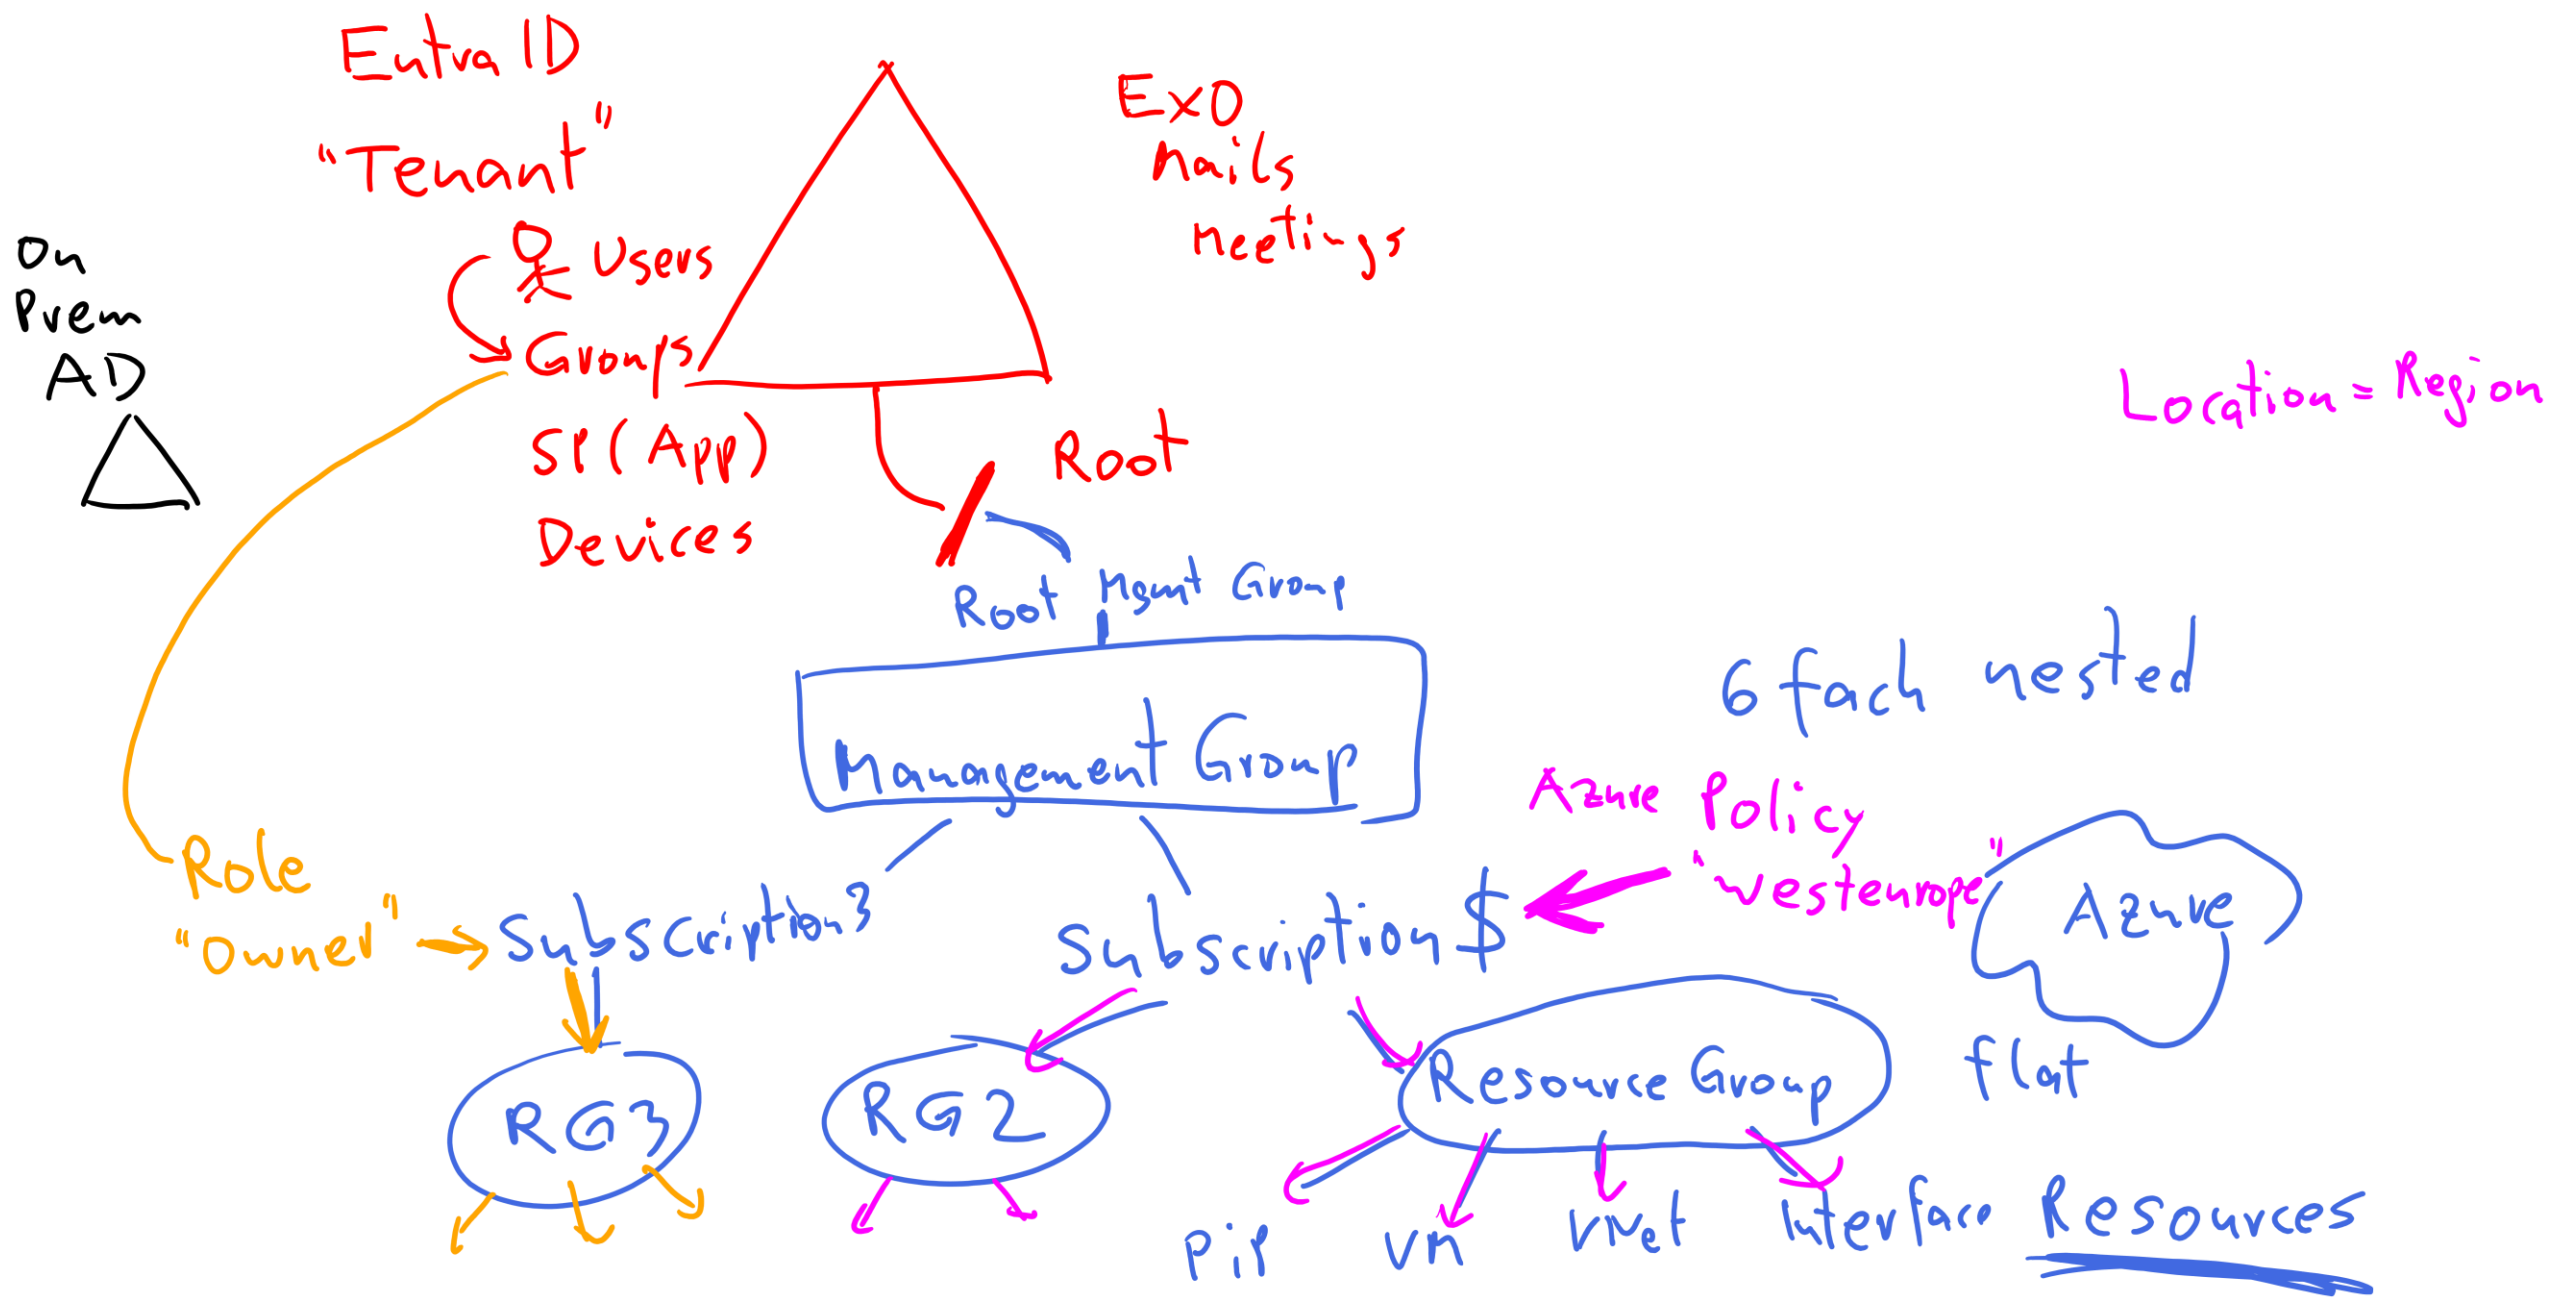 Entra ID
"Tenant"
Users
Groups
SP (App)
Devices
On
Prem
AD
ExO
Mails
Meetings
Location = Region
Root
Root Mgmt Group
Management Group
6 fach nested
Azure Policy
"westeurope"
Azure
flat
Role
"Owner"
Subscription3
Subscription $
RG3
RG2
Resource Group
PiP
VM
VNet
Interface
Resources